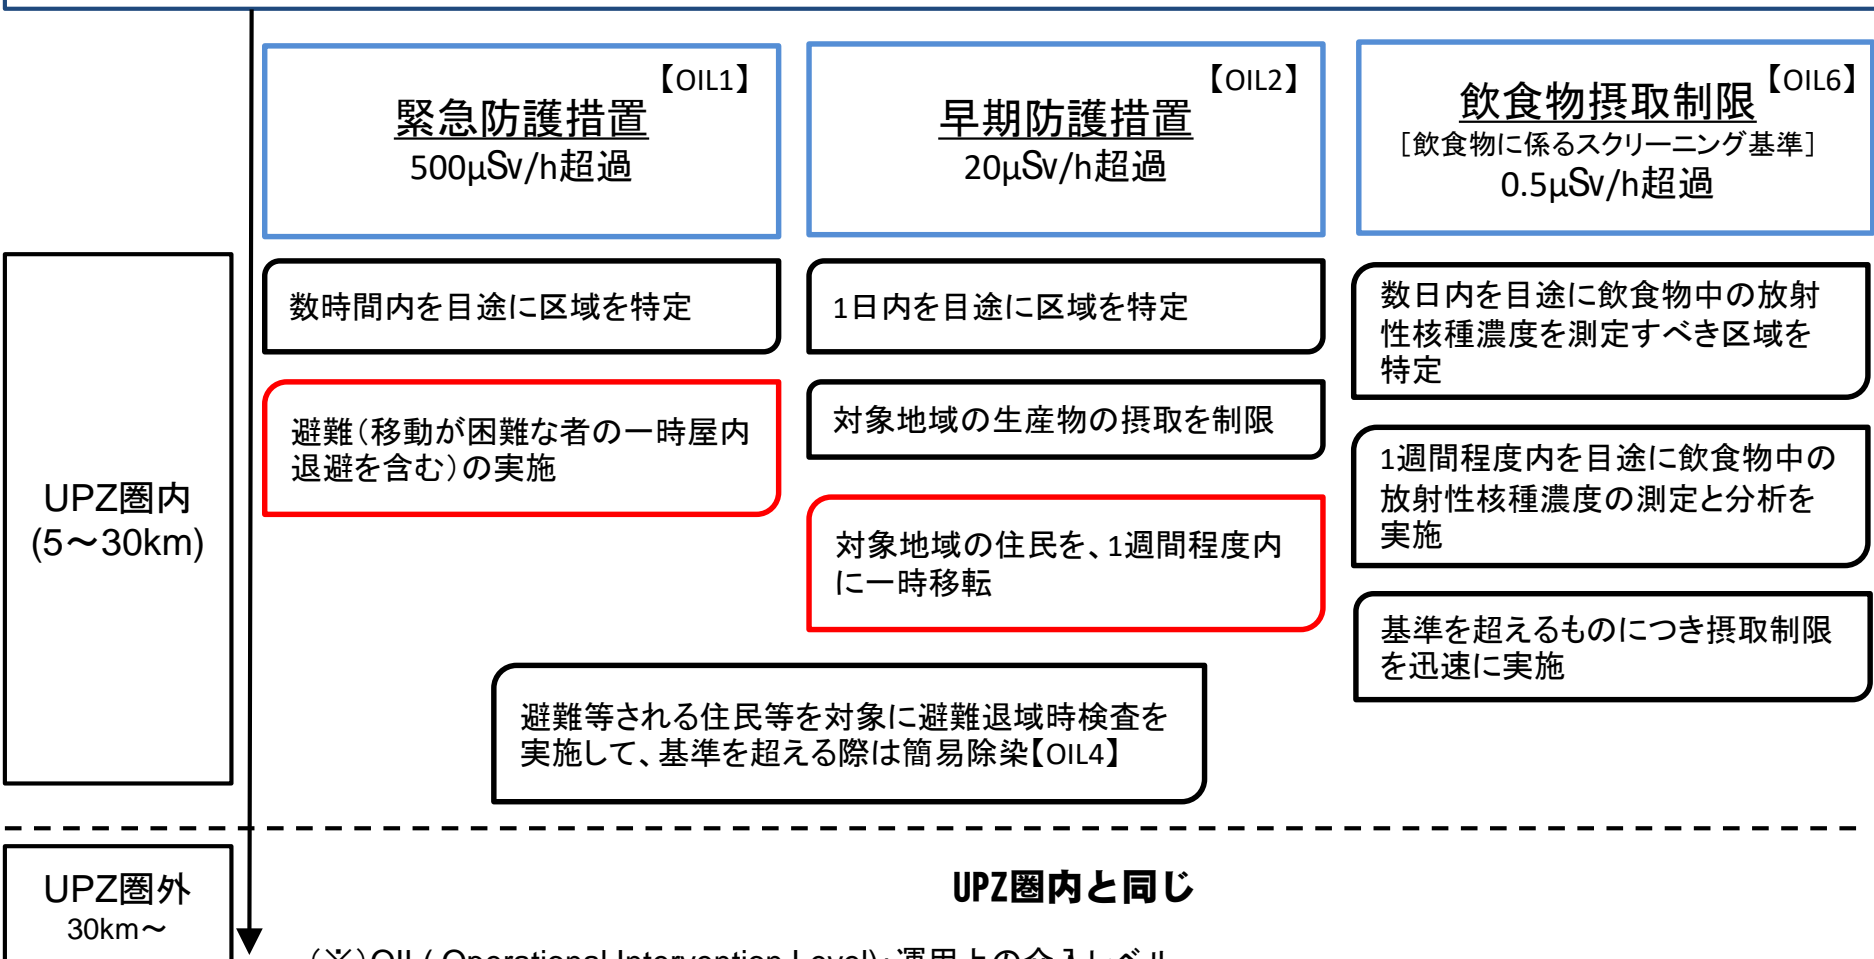 【OIL1】
緊急防護措置
500μSv/h超過
【OIL2】
早期防護措置
20μSv/h超過
【OIL6】
飲食物摂取制限
［飲食物に係るスクリーニング基準］
0.5μSv/h超過
UPZ圏内
(5～30km)
数時間内を目途に区域を特定
避難（移動が困難な者の一時屋内
退避を含む）の実施
1日内を目途に区域を特定
対象地域の生産物の摂取を制限
対象地域の住民を、1週間程度内
に一時移転
数日内を目途に飲食物中の放射
性核種濃度を測定すべき区域を
特定
1週間程度内を目途に飲食物中の
放射性核種濃度の測定と分析を
実施
基準を超えるものにつき摂取制限
を迅速に実施
避難等される住民等を対象に避難退域時検査を
実施して、基準を超える際は簡易除染【OIL4】
UPZ圏外
30km～
UPZ圏内と同じ
（※）OIL( Operational Intervention Level)：運用上の介入レベル